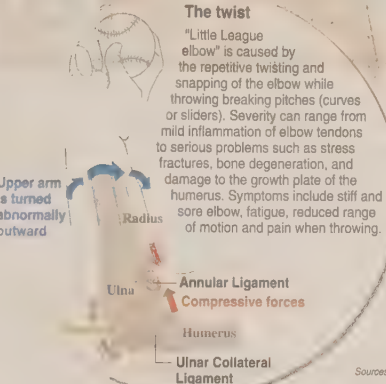 The twist
"Little League
elbow" is caused by
the repetitive twisting and
snapping of the elbow while
throwing breaking pitches (curves
or sliders). Severity can range from
mild inflammation of elbow tendons
to serious problems such as stress
fractures, bone degeneration, and
damage to the growth plate of the
humerus. Symptoms include stiff and
sore elbow, fatigue, reduced range
of motion and pain when throwing.
Upper arm
is turned
abnormally
outward
Radius
Ulna
Annular Ligament
Compressive forces
Humerus
Ulnar Collateral
Ligament
Sources